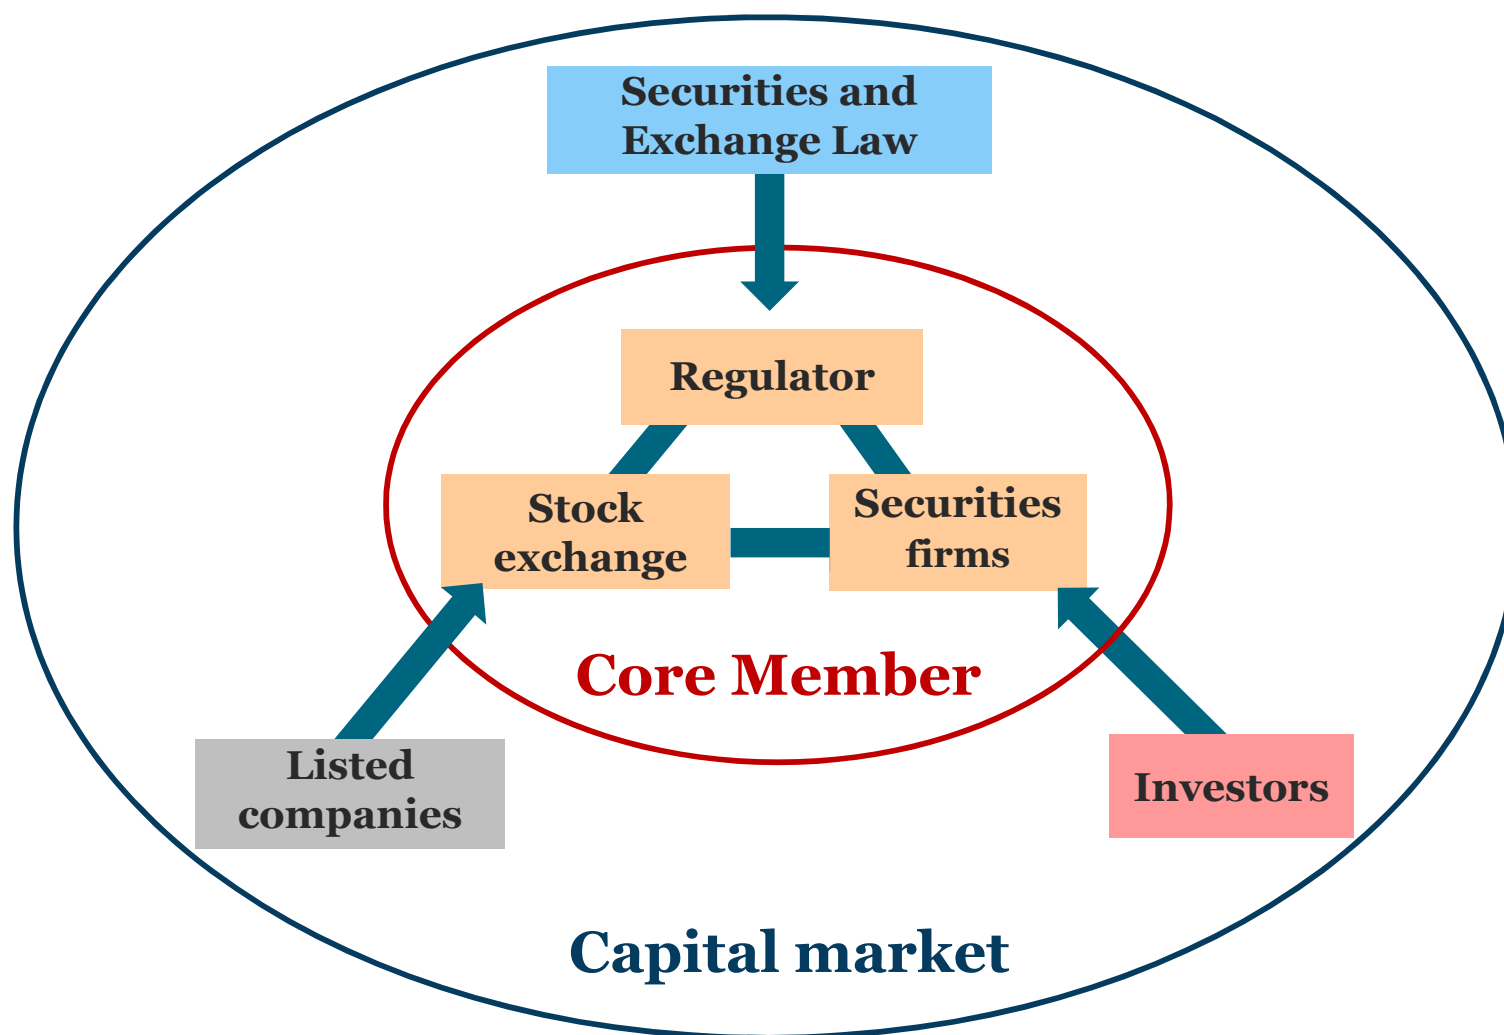 Securities and
Exchange Law
Regulator
Stock
exchange
Securities
firms
Core Member
Listed
companies
Investors
Capital market